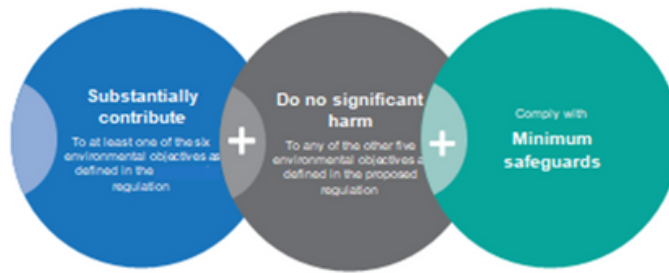 Substantially
contribute
To at least one of the six
environmental objectives as
defined in the
regulation
+
Do no significant
harm
To any of the other five
environmental objectives a
defined in the proposed
regulation
+
Comply with
Minimum
safeguards